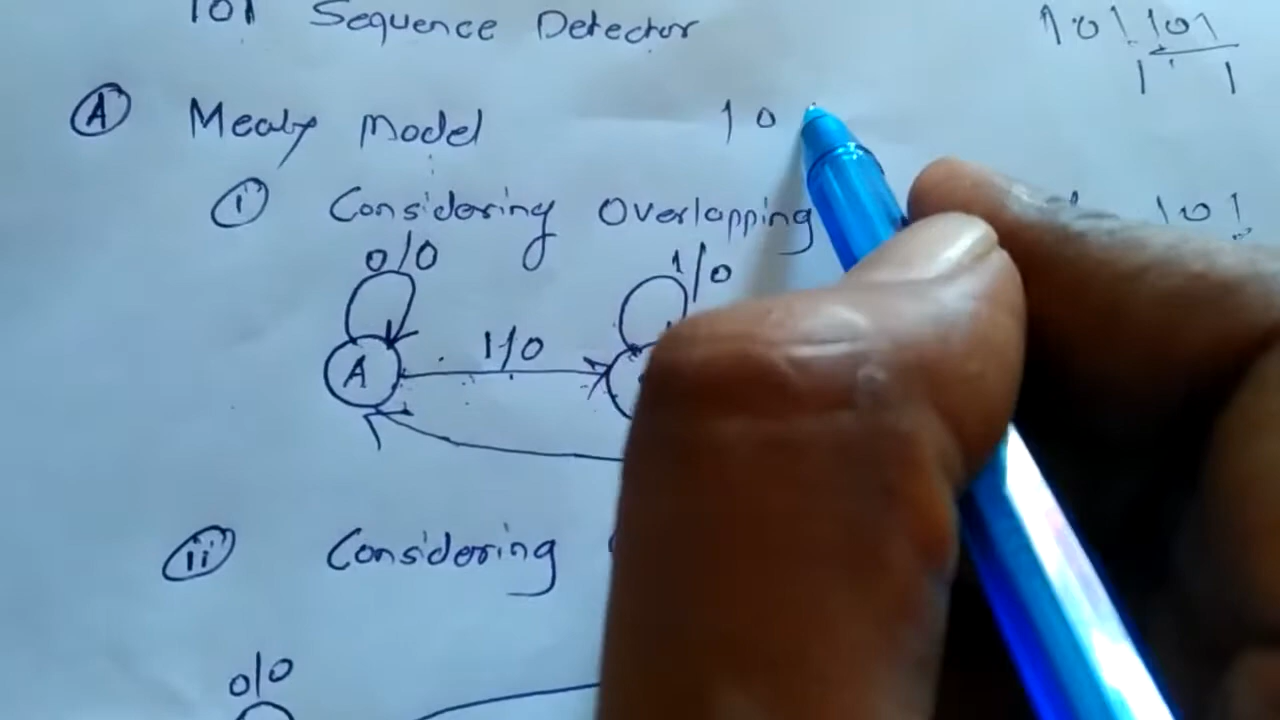 101 Sequence Detector
101101
1 1
A Mealy Model
10
i Considering Overlapping
101
0/0
1/0
1/0
A
ii Considering
0/0